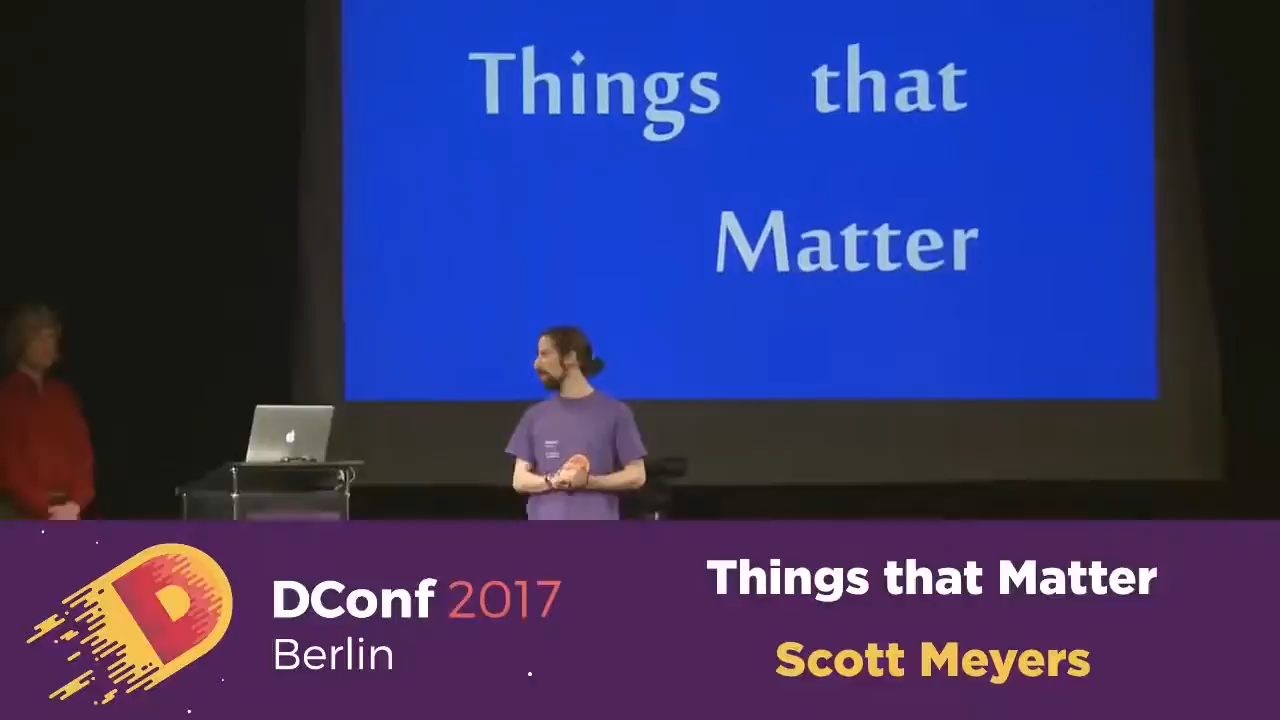 Things that
Matter
DConf 2017
Berlin
Things that Matter
Scott Meyers